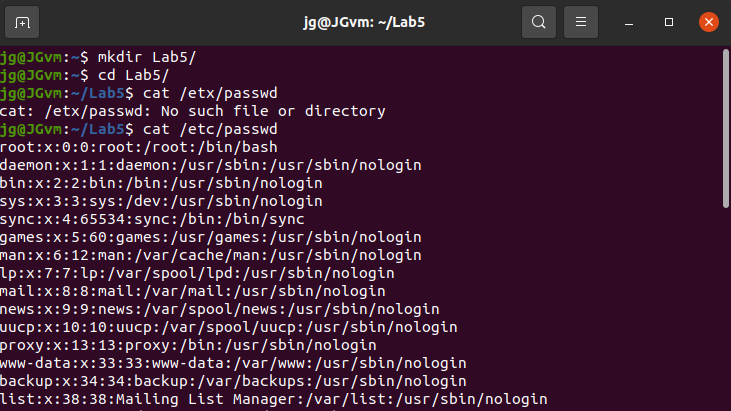 jg@JGvm: ~/Lab5
jg@JGvm:~$ mkdir Lab5/
jg@JGvm:~$ cd Lab5/
jg@JGvm:~/Lab5$ cat /etx/passwd
cat: /etx/passwd: No such file or directory
jg@JGvm:~/Lab5$ cat /etc/passwd
root:x:0:0:root:/root:/bin/bash
daemon:x:1:1:daemon:/usr/sbin:/usr/sbin/nologin
bin:x:2:2:bin:/bin:/usr/sbin/nologin
sys:x:3:3:sys:/dev:/usr/sbin/nologin
sync:x:4:65534:sync:/bin:/bin/sync
games:x:5:60:games:/usr/games:/usr/sbin/nologin
man:x:6:12:man:/var/cache/man:/usr/sbin/nologin
lp:x:7:7:lp:/var/spool/lpd:/usr/sbin/nologin
mail:x:8:8:mail:/var/mail:/usr/sbin/nologin
news:x:9:9:news:/var/spool/news:/usr/sbin/nologin
uucp:x:10:10:uucp:/var/spool/uucp:/usr/sbin/nologin
proxy:x:13:13:proxy:/bin:/usr/sbin/nologin
www-data:x:33:33:www-data:/var/www:/usr/sbin/nologin
backup:x:34:34:backup:/var/backups:/usr/sbin/nologin
list:x:38:38:Mailing List Manager:/var/list:/usr/sbin/nologin